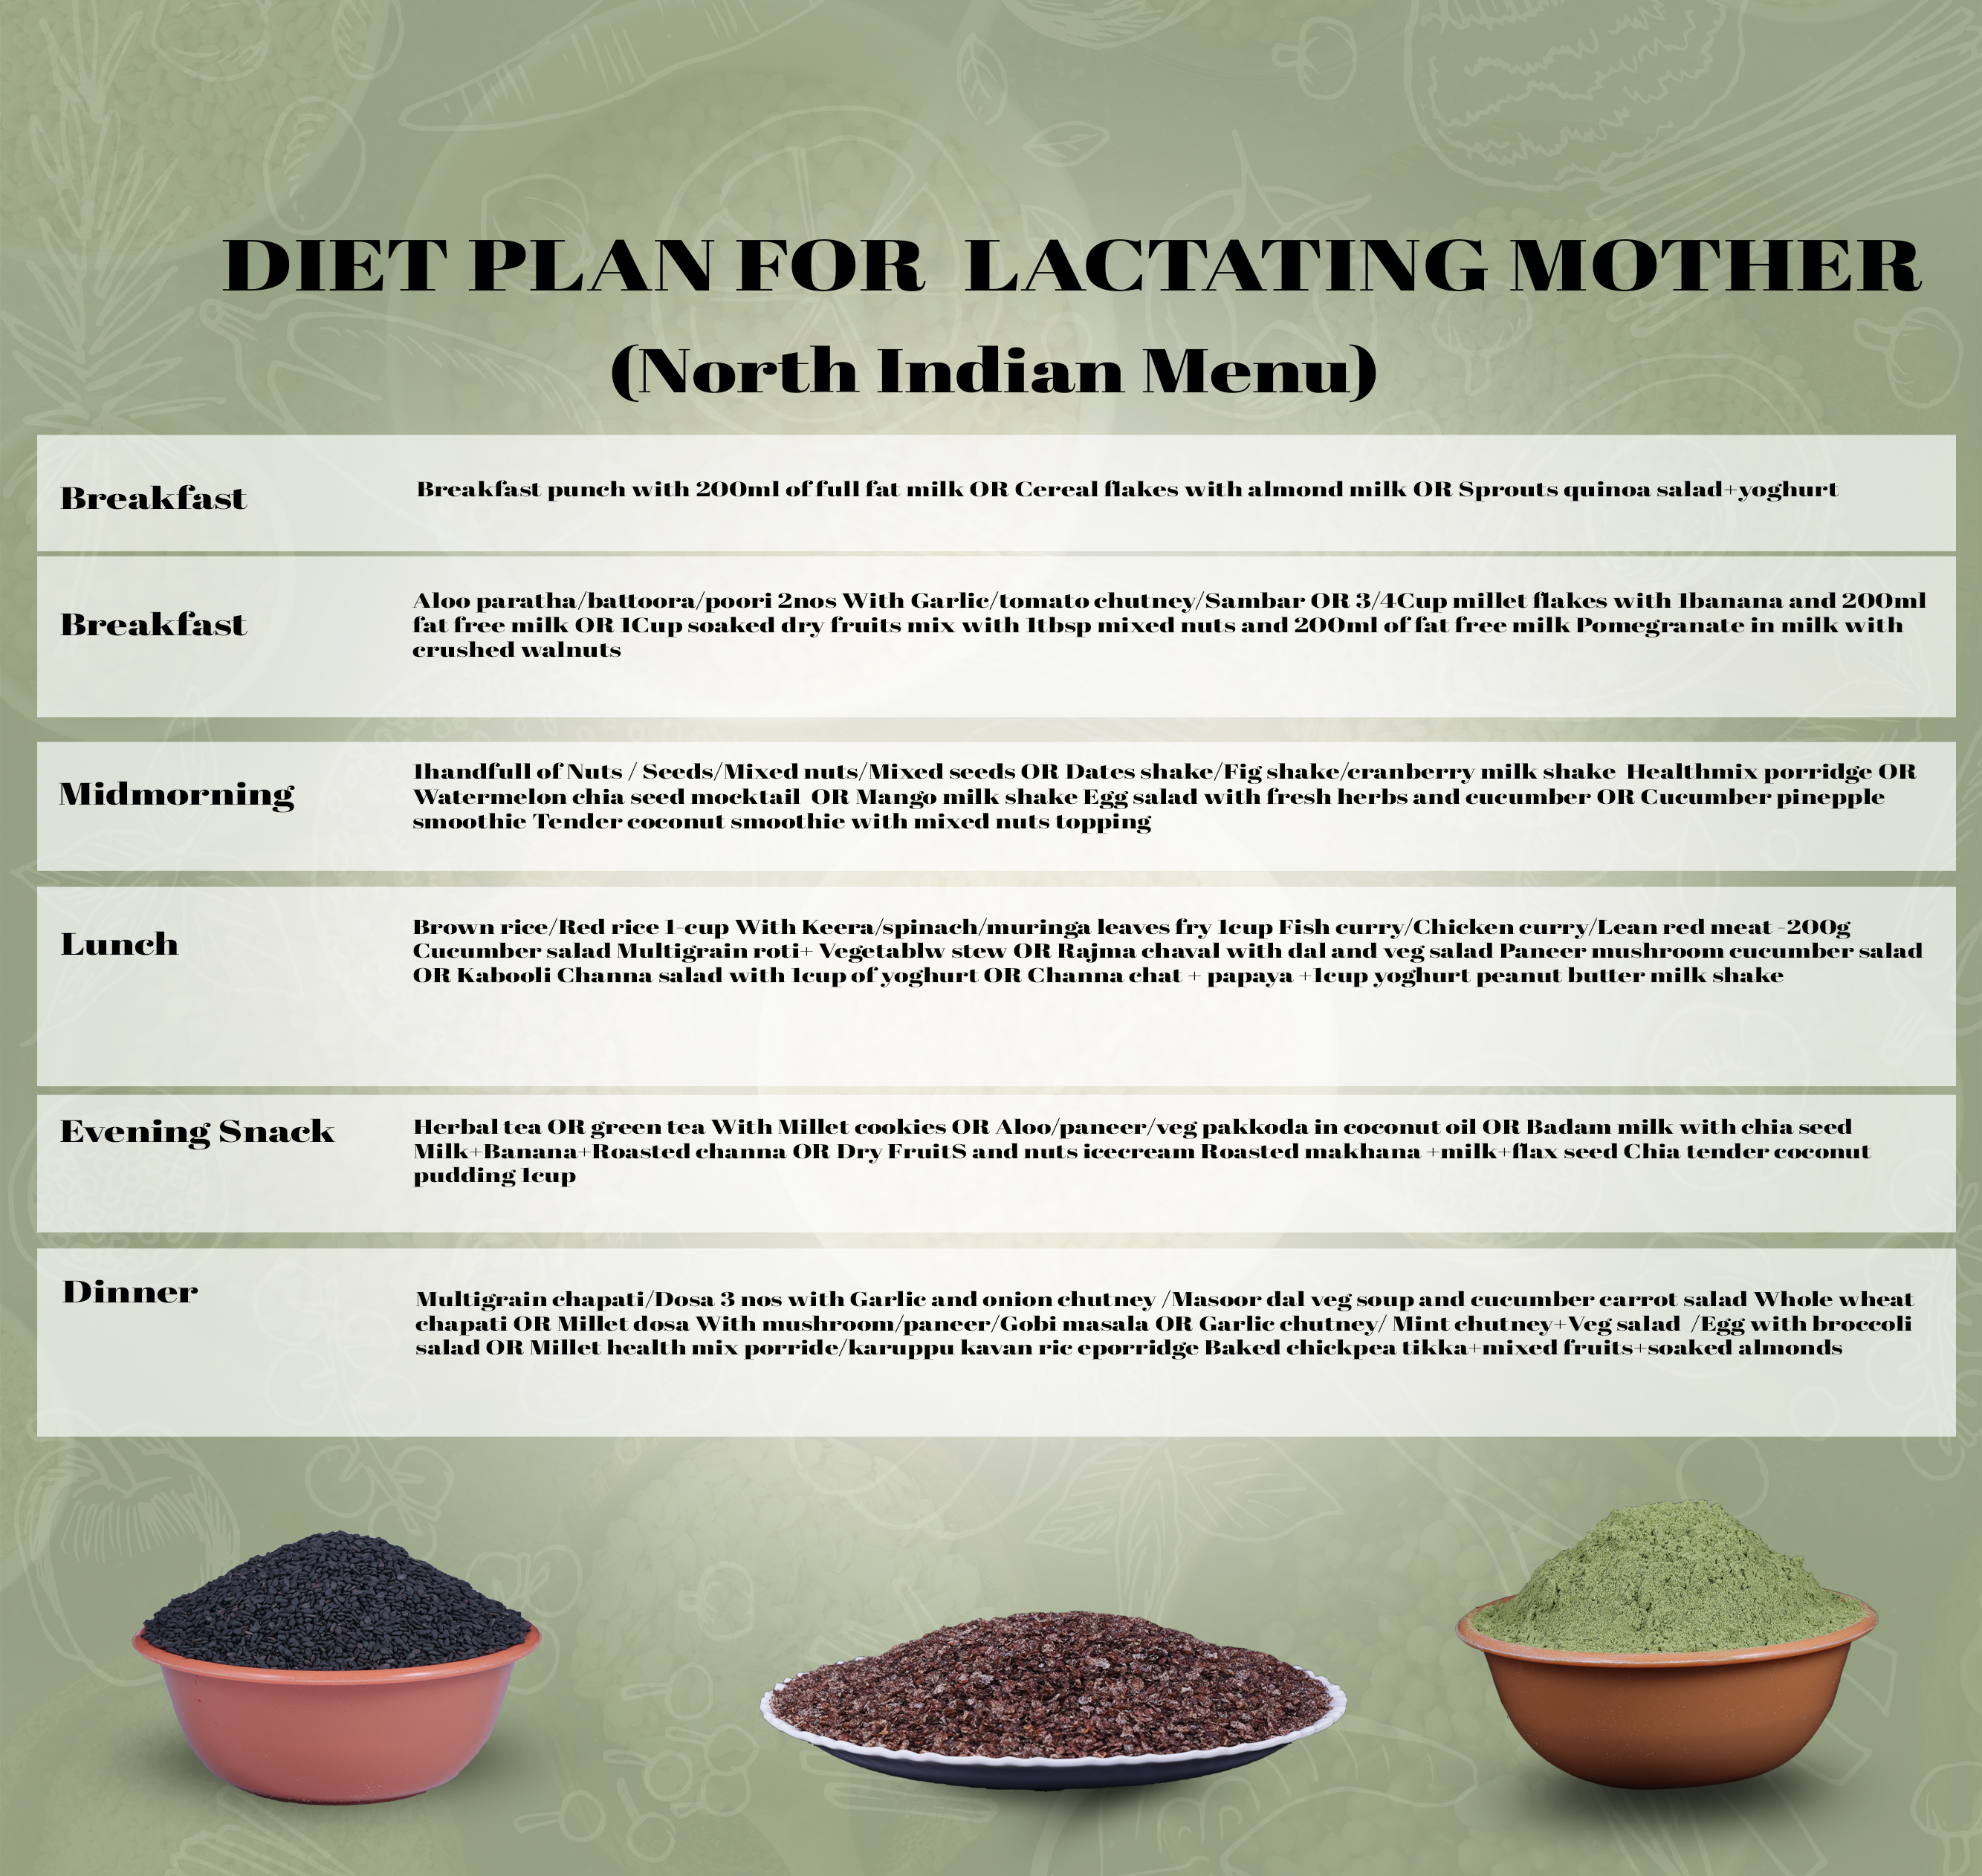 DIET PLAN FOR LACTATING MOTHER
(North Indian Menu)
Breakfast
Breakfast punch with 200ml of full fat milk OR Cereal flakes with almond milk OR Sprouts quinoa salad+yoghurt
Breakfast
Aloo paratha/battoora/poori 2nos With Garlic/tomato chutney/Sambar OR 3/4Cup millet flakes with 1banana and 200ml
fat free milk OR 1Cup soaked dry fruits mix with 1tbsp mixed nuts and 200ml of fat free milk Pomegranate in milk with
crushed walnuts
Midmorning
1handfull of Nuts / Seeds/Mixed nuts/Mixed seeds OR Dates shake/Fig shake/cranberry milk shake Healthmix porridge OR
Watermelon chia seed mocktail OR Mango milk shake Egg salad with fresh herbs and cucumber OR Cucumber pinepple
smoothie Tender coconut smoothie with mixed nuts topping
Lunch
Brown rice/Red rice 1-cup With Keera/spinach/muringa leaves fry 1cup Fish curry/Chicken curry/Lean red meat -200g
Cucumber salad Multigrain roti+ Vegetablw stew OR Rajma chaval with dal and veg salad Paneer mushroom cucumber salad
OR Kabooli Channa salad with 1cup of yoghurt OR Channa chat + papaya +1cup yoghurt peanut butter milk shake
Evening Snack
Herbal tea OR green tea With Millet cookies OR Aloo/paneer/veg pakkoda in coconut oil OR Badam milk with chia seed
Milk+Banana+Roasted channa OR Dry FruitS and nuts icecream Roasted makhana +milk+flax seed Chia tender coconut
pudding 1cup
Dinner
Multigrain chapati/Dosa 3 nos with Garlic and onion chutney /Masoor dal veg soup and cucumber carrot salad Whole wheat
chapati OR Millet dosa With mushroom/paneer/Gobi masala OR Garlic chutney/ Mint chutney+Veg salad /Egg with broccoli
salad OR Millet health mix porride/karuppu kavan ric eporridge Baked chickpea tikka+mixed fruits+soaked almonds